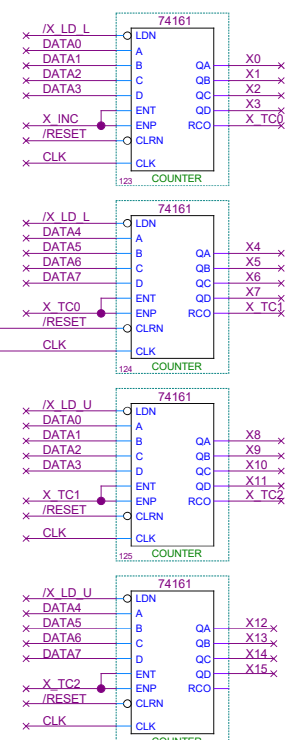 74161
/X_LD_L LDN
DATA0 A
DATA1 B QA X0
DATA2 C QB X1
DATA3 D QC X2
ENT QD X3
X_INC ENP RCO X_TC0
/RESET CLRN
CLK CLK
123 COUNTER
74161
/X_LD_L LDN
DATA4 A
DATA5 B QA X4
DATA6 C QB X5
DATA7 D QC X6
ENT QD X7
X_TC0 ENP RCO X_TC1
/RESET CLRN
CLK CLK
124 COUNTER
74161
/X_LD_U LDN
DATA0 A
DATA1 B QA X8
DATA2 C QB X9
DATA3 D QC X10
ENT QD X11
X_TC1 ENP RCO X_TC2
/RESET CLRN
CLK CLK
125 COUNTER
74161
/X_LD_U LDN
DATA4 A
DATA5 B QA X12
DATA6 C QB X13
DATA7 D QC X14
ENT QD X15
X_TC2 ENP RCO
/RESET CLRN
CLK CLK
COUNTER